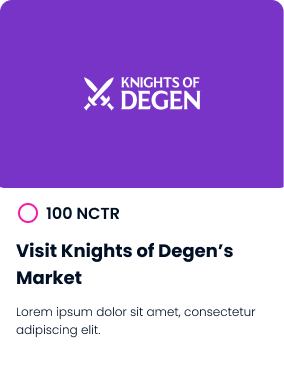 KNIGHTS OF
DEGEN
100 NCTR
Visit Knights of Degen’s
Market
Lorem ipsum dolor sit amet, consectetur
adipiscing elit.